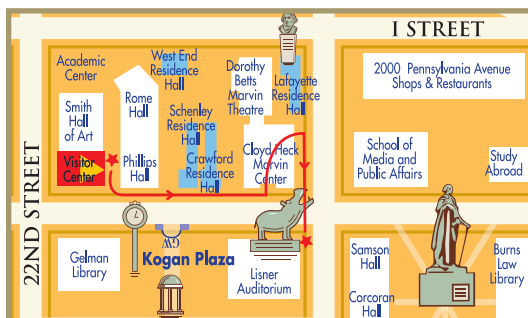 I STREET
22ND STREET
Academic
Center
West End
Residence
Hall
Dorothy
Betts
Marvin
Theatre
Lafayette
Residence
Hall
2000 Pennsylvania Avenue
Shops & Restaurants
Smith
Hall
of Art
Rome
Hall
Schenley
Residence
Hall
Visitor
Center
Phillips
Hall
Crawford
Residence
Hall
Cloyd Heck
Marvin
Center
School of
Media and
Public Affairs
Study
Abroad
Gelman
Library
GW
Kogan Plaza
Lisner
Auditorium
Samson
Hall
Corcoran
Hall
Burns
Law
Library